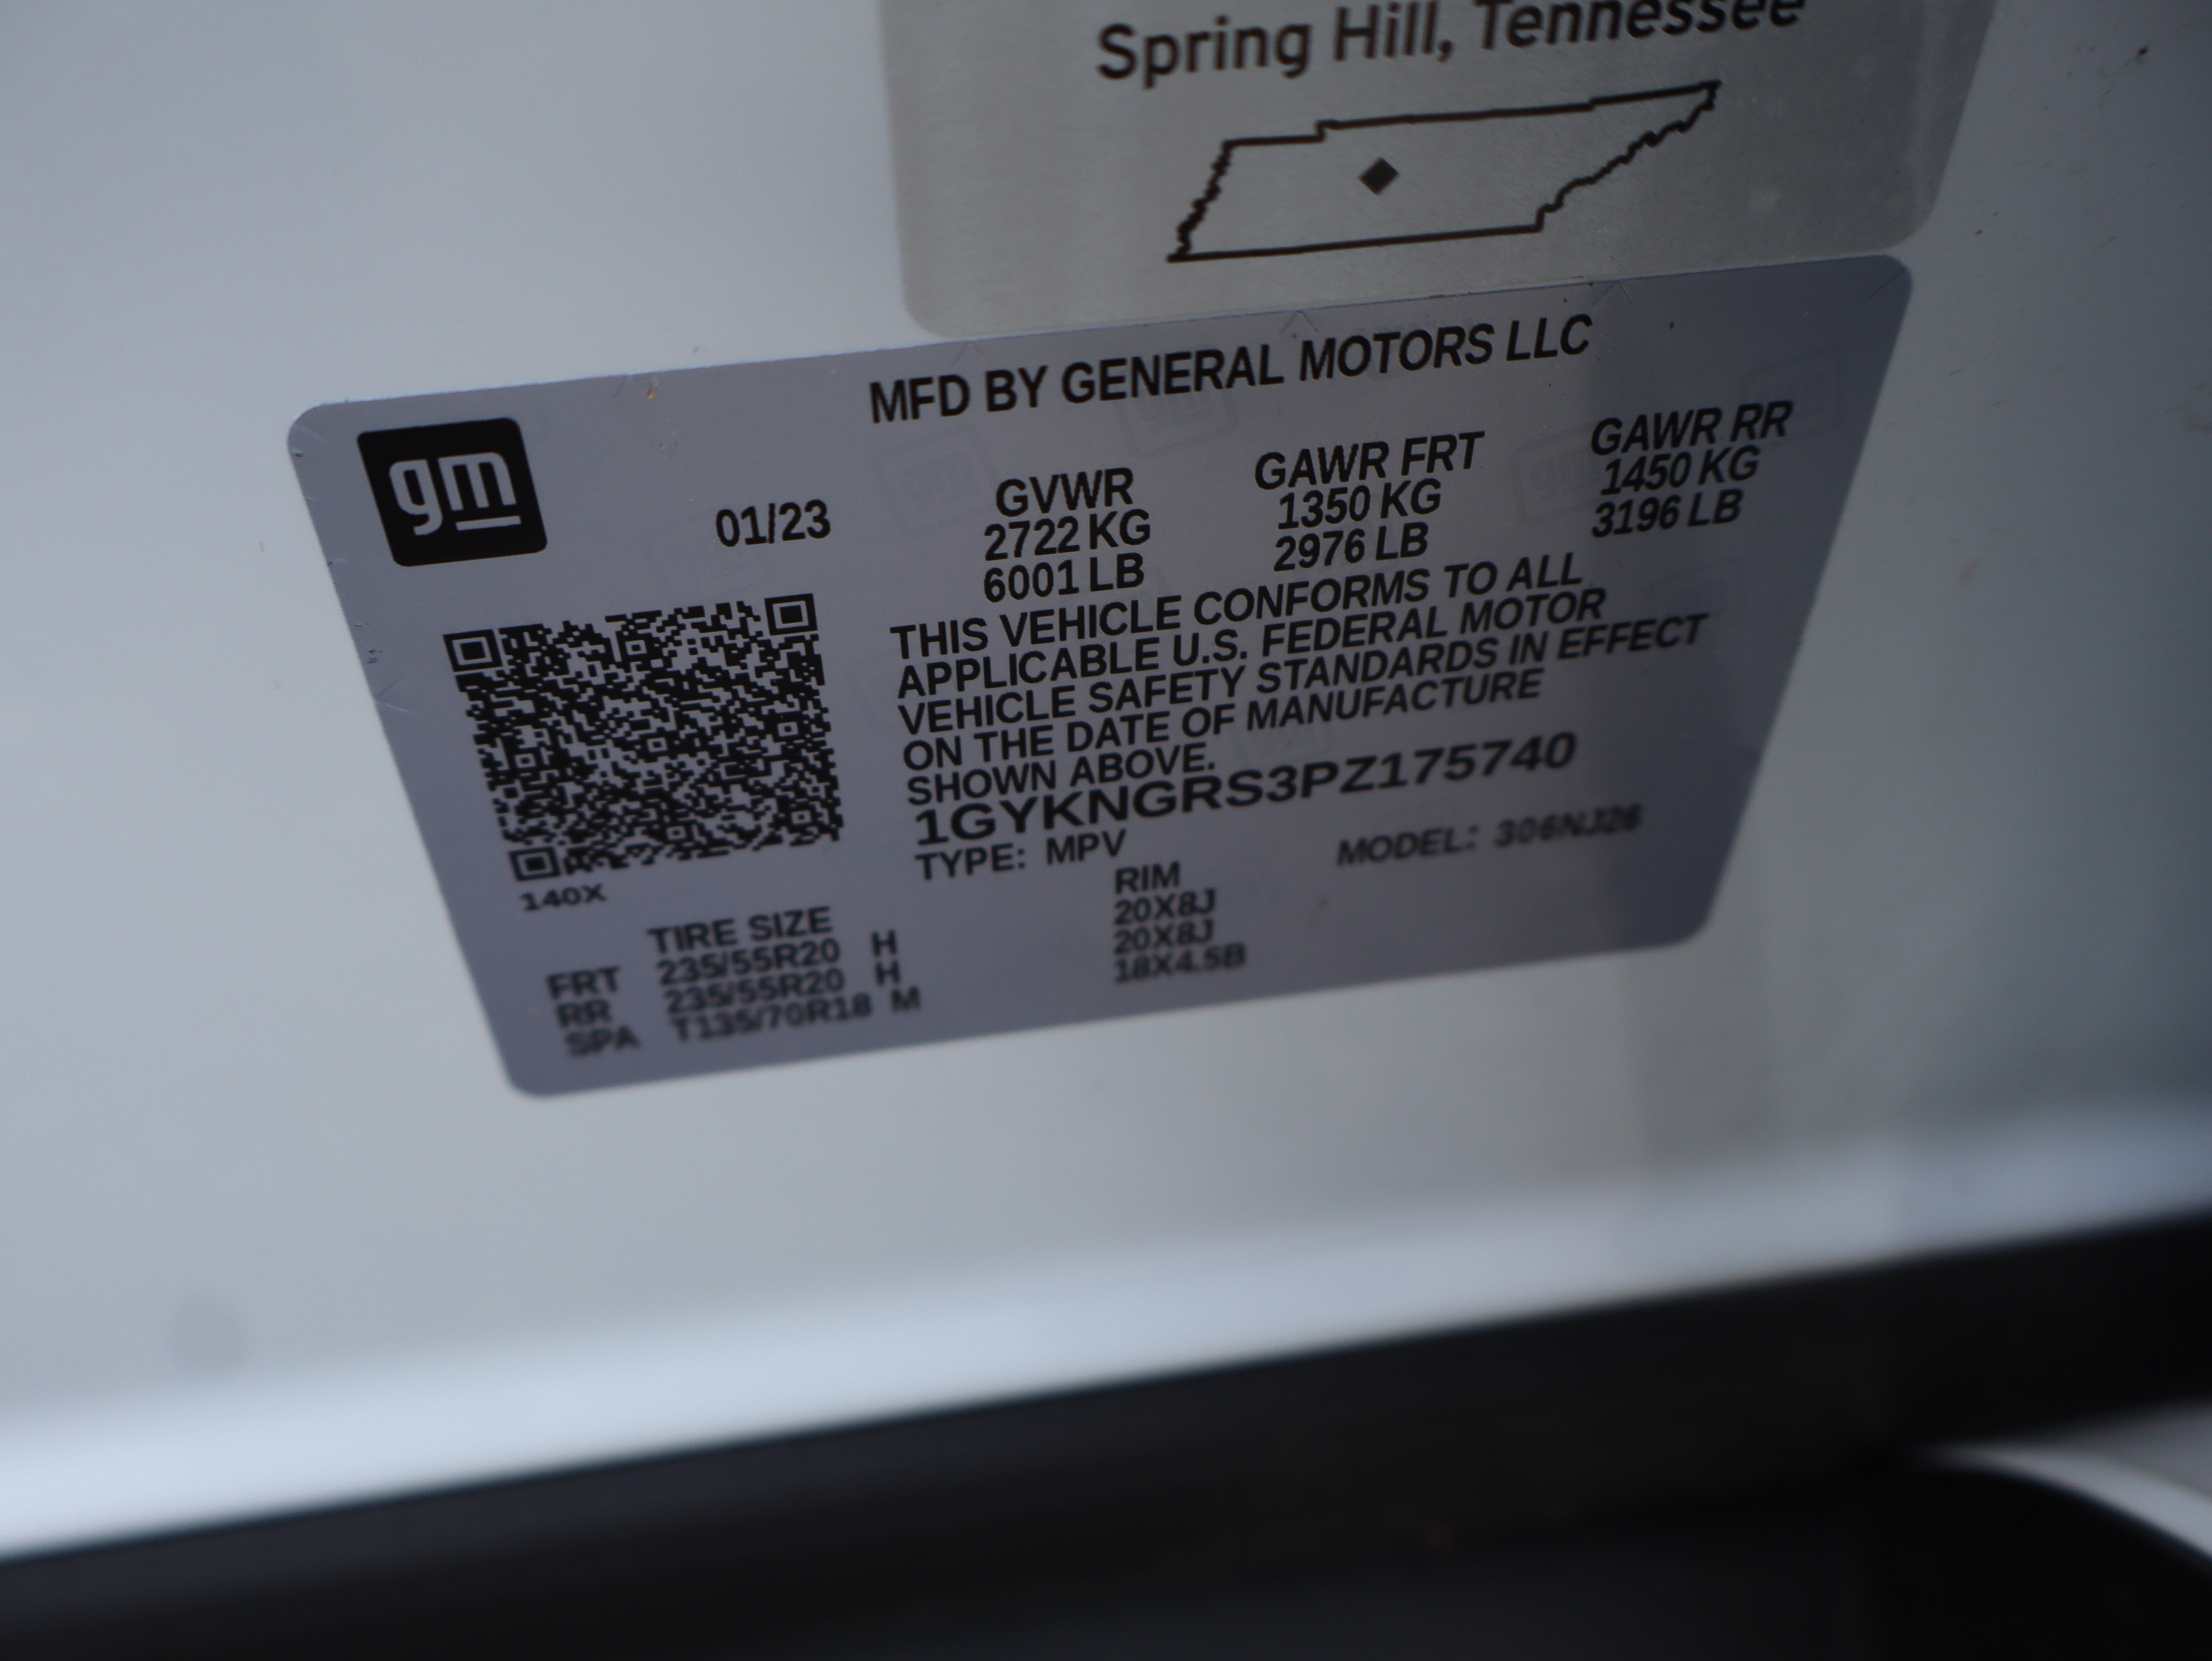 Spring Hill, Tennessee
MFD BY GENERAL MOTORS LLC
gm
01/23
GVWR
2722 KG
6001 LB
GAWR FRT
1350 KG
2976 LB
GAWR RR
1450 KG
3196 LB
THIS VEHICLE CONFORMS TO ALL
APPLICABLE U.S. FEDERAL MOTOR
VEHICLE SAFETY STANDARDS IN EFFECT
ON THE DATE OF MANUFACTURE
SHOWN ABOVE.
1GYKNGRS3PZ175740
TYPE: MPV
MODEL: 306NJ26
140X
TIRE SIZE
RIM
FRT 235/55R20 H 20X8J
RR 235/55R20 H 20X8J
SPA T135/70R18 M 18X4.5B